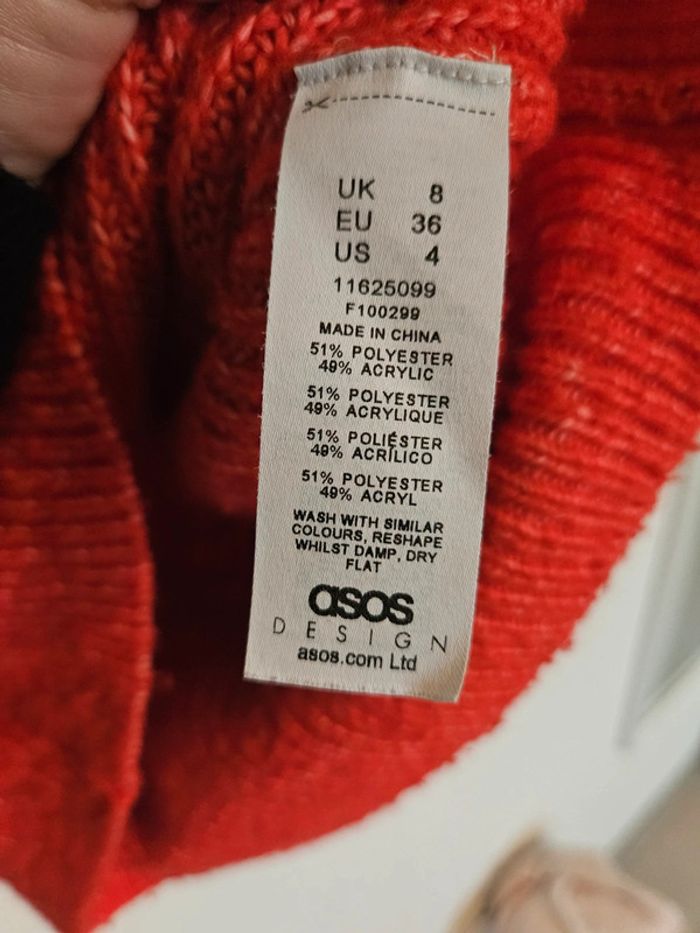 UK 8
EU 36
US 4
11625099
F100299
MADE IN CHINA
51% POLYESTER
49% ACRYLIC
51% POLYESTER
49% ACRYLIQUE
51% POLIÉSTER
49% ACRÍLICO
51% POLYESTER
49% ACRYL
WASH WITH SIMILAR
COLOURS, RESHAPE
WHILST DAMP, DRY
FLAT
asos
DESIGN
asos.com Ltd